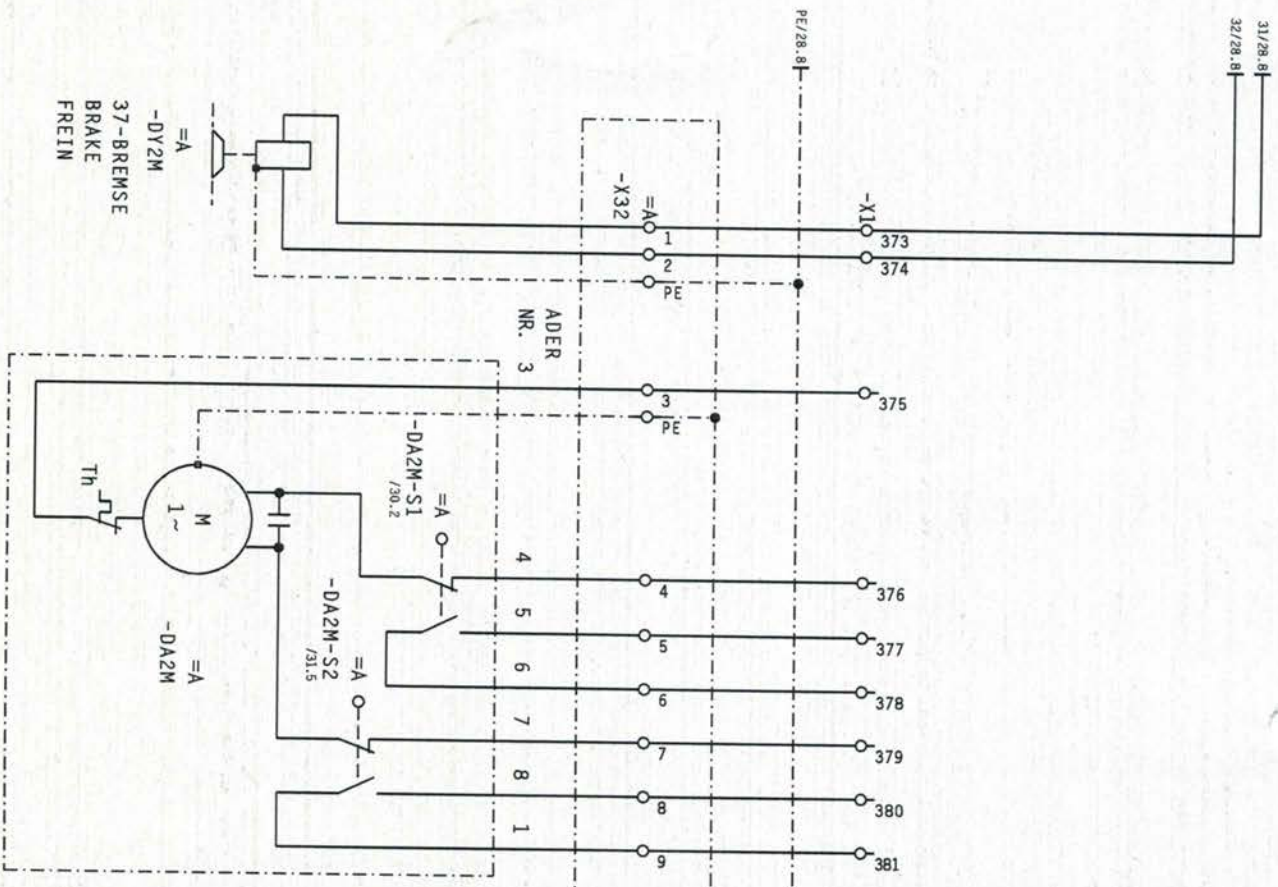 31/28.8
32/28.8
PE/28.8
-X1
373
374
375
376
377
378
379
380
381
=A
-X32
1
2
PE
3
PE
4
5
6
7
8
9
ADER
NR. 3 4 5 6 7 8 1
=A
-DY2M
37-BREMSE
BRAKE
FREIN
=A
-DA2M-S1
/30.2
=A
-DA2M-S2
/31.5
Th
M
1~
=A
-DA2M